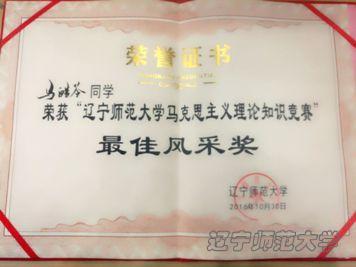 荣誉证书
马皓苓同学
荣获“辽宁师范大学马克思主义理论知识竞赛”
最佳风采奖
辽宁师范大学
2016年10月30日
辽宁师范大学